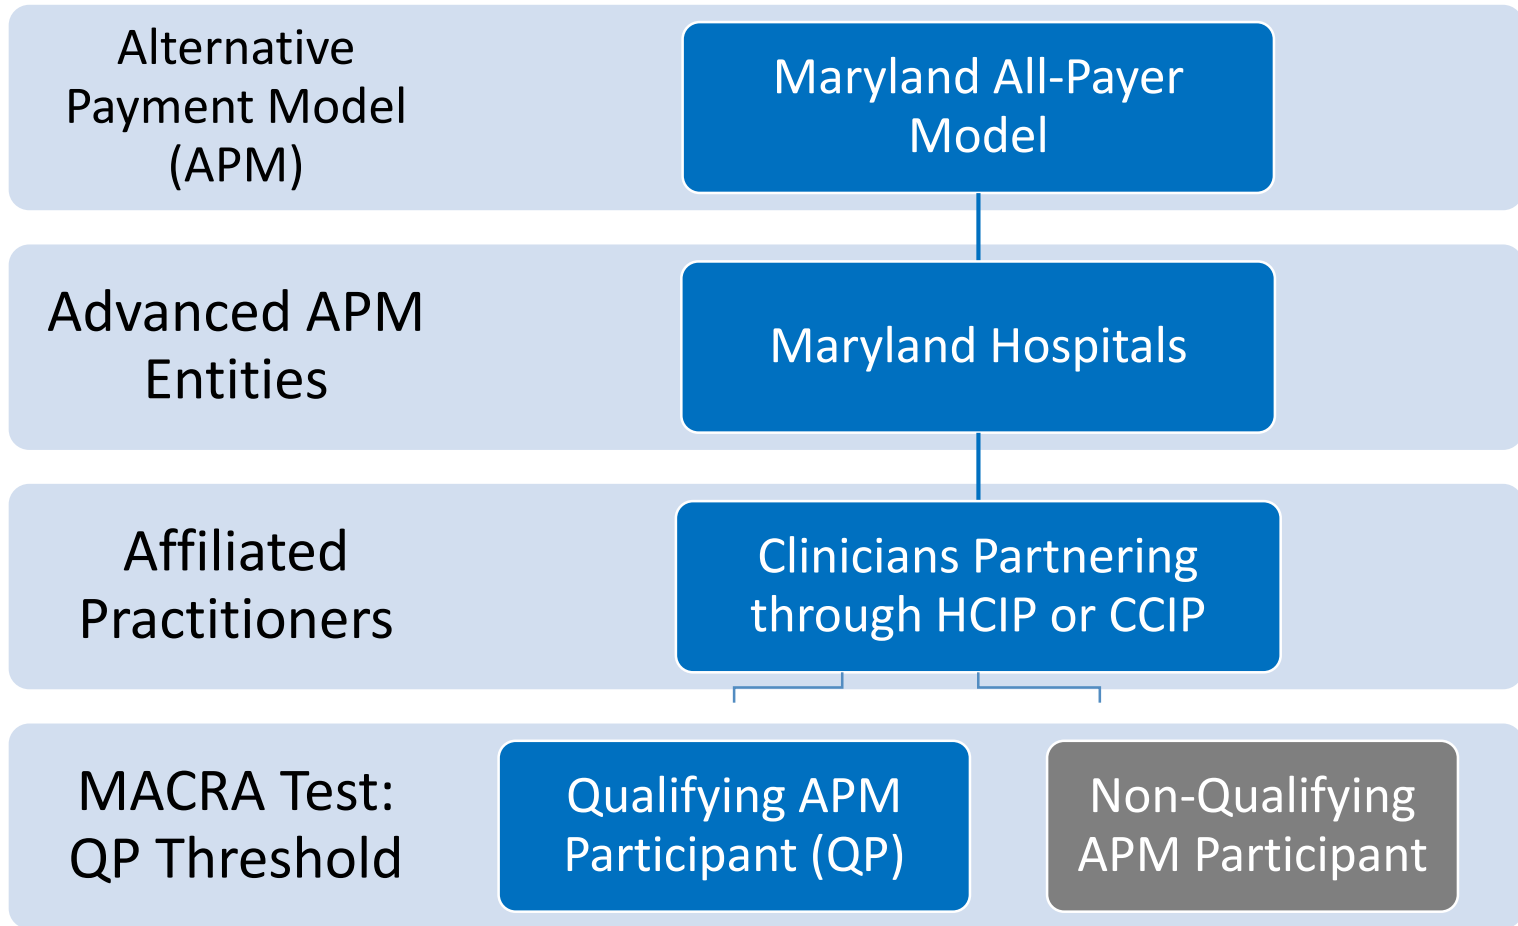 Alternative
Payment Model
(APM)
Maryland All-Payer
Model
Advanced APM
Entities
Maryland Hospitals
Affiliated
Practitioners
Clinicians Partnering
through HCIP or CCIP
MACRA Test:
QP Threshold
Qualifying APM
Participant (QP)
Non-Qualifying
APM Participant